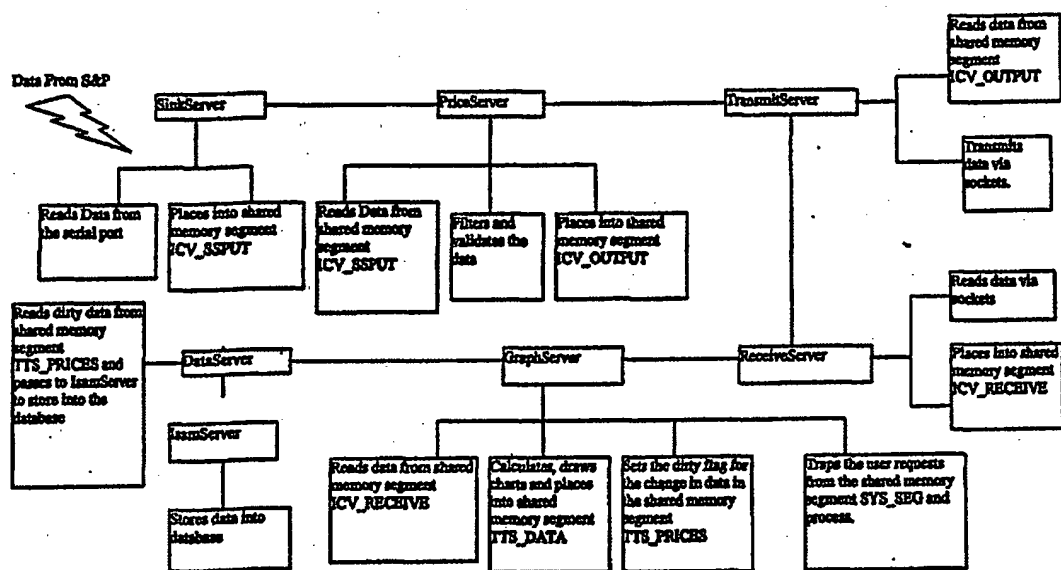 Data From S&P
SinkServer
PriceServer
TransmitServer
Reads data from
shared memory
segment
ICV_OUTPUT
Transmits
data via
sockets.
Reads Data from
the serial port
Places into shared
memory segment
ICV_SSPUT
Reads Data from
shared memory
segment
ICV_SSPUT
Filters and
validates the
data
Places into shared
memory segment
ICV_OUTPUT
Reads data via
sockets
Places into shared
memory segment
ICV_RECEIVE
Reads dirty data from
shared memory
segment
TTS_PRICES and
passes to IsamServer
to store into the
database
DataServer
GraphServer
ReceiveServer
IsamServer
Stores data into
database
Reads data from shared
memory segment
ICV_RECEIVE
Calculates, draws
charts and places
into shared
memory segment
TTS_DATA
Sets the dirty flag for
the change in data in
the shared memory
segment
TTS_PRICES
Traps the user requests
from the shared memory
segment SYS_SEG and
process.